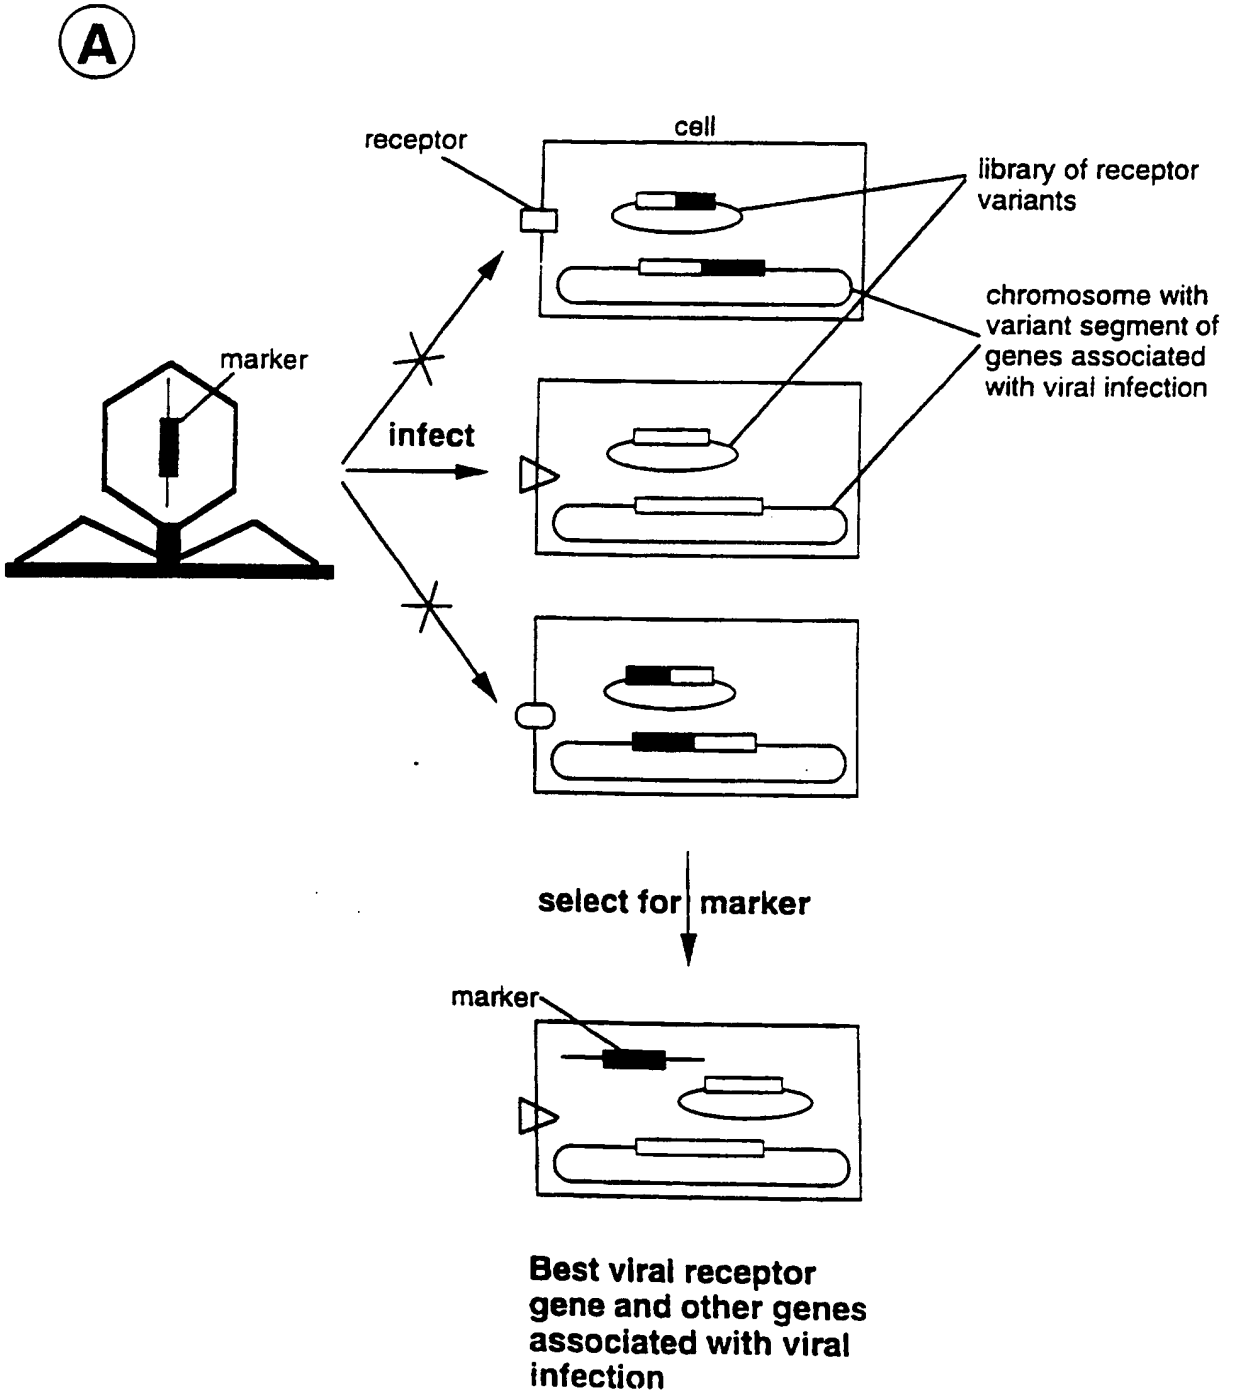 A
cell
receptor
library of receptor
variants
chromosome with
variant segment of
genes associated
with viral infection
marker
infect
select for marker
marker
Best viral receptor
gene and other genes
associated with viral
infection